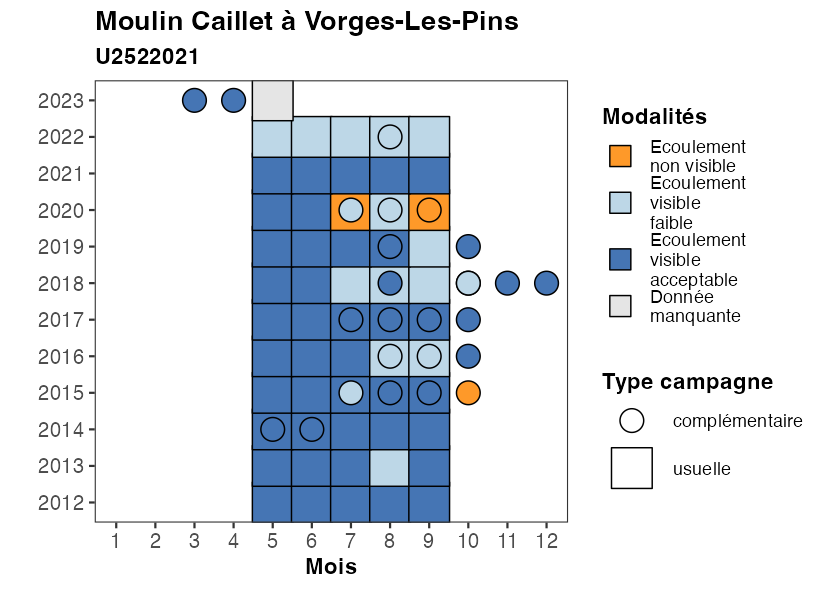 Moulin Caillet à Vorges-Les-Pins
U2522021
2023
2022
2021
2020
2019
2018
2017
2016
2015
2014
2013
2012
1 2 3 4 5 6 7 8 9 10 11 12
Mois
Modalités
Ecoulement
non visible
Ecoulement
visible
faible
Ecoulement
visible
acceptable
Donnée
manquante
Type campagne
complémentaire
usuelle